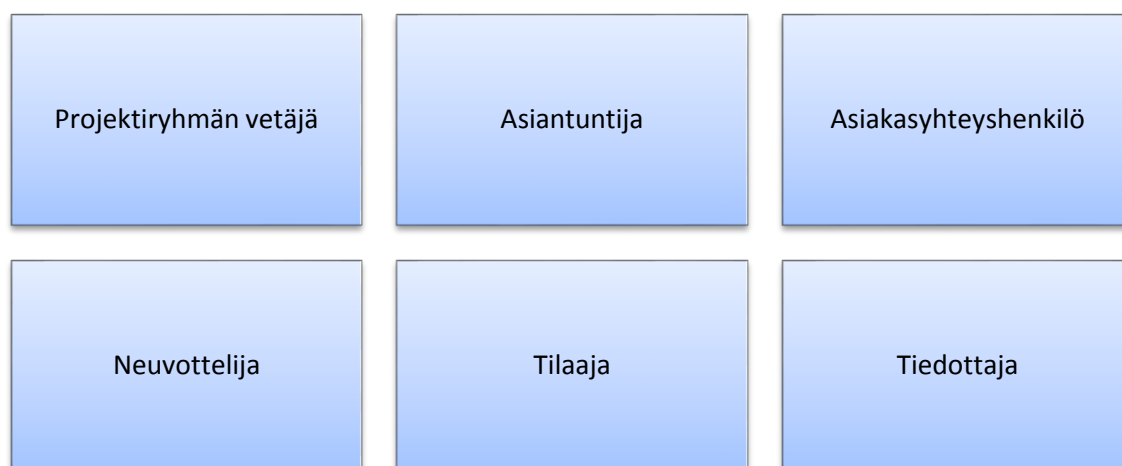 Projektiryhmän vetäjä
Asiantuntija
Asiakasyhteyshenkilö
Neuvottelija
Tilaaja
Tiedottaja